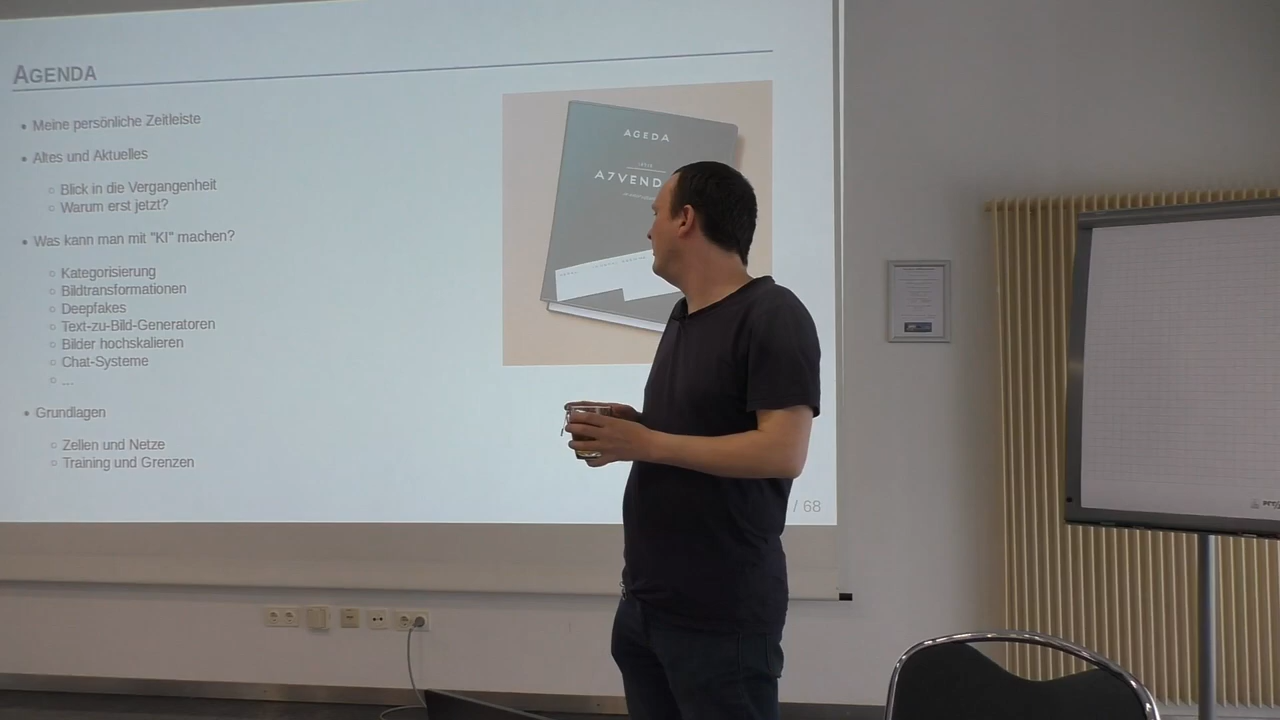 AGENDA
Meine persönliche Zeitleiste
Altes und Aktuelles
Blick in die Vergangenheit
Warum erst jetzt?
Was kann man mit "KI" machen?
Kategorisierung
Bildtransformationen
Deepfakes
Text-zu-Bild-Generatoren
Bilder hochskalieren
Chat-Systeme
...
Grundlagen
Zellen und Netze
Training und Grenzen
AGEDA
A7VEND
/ 68